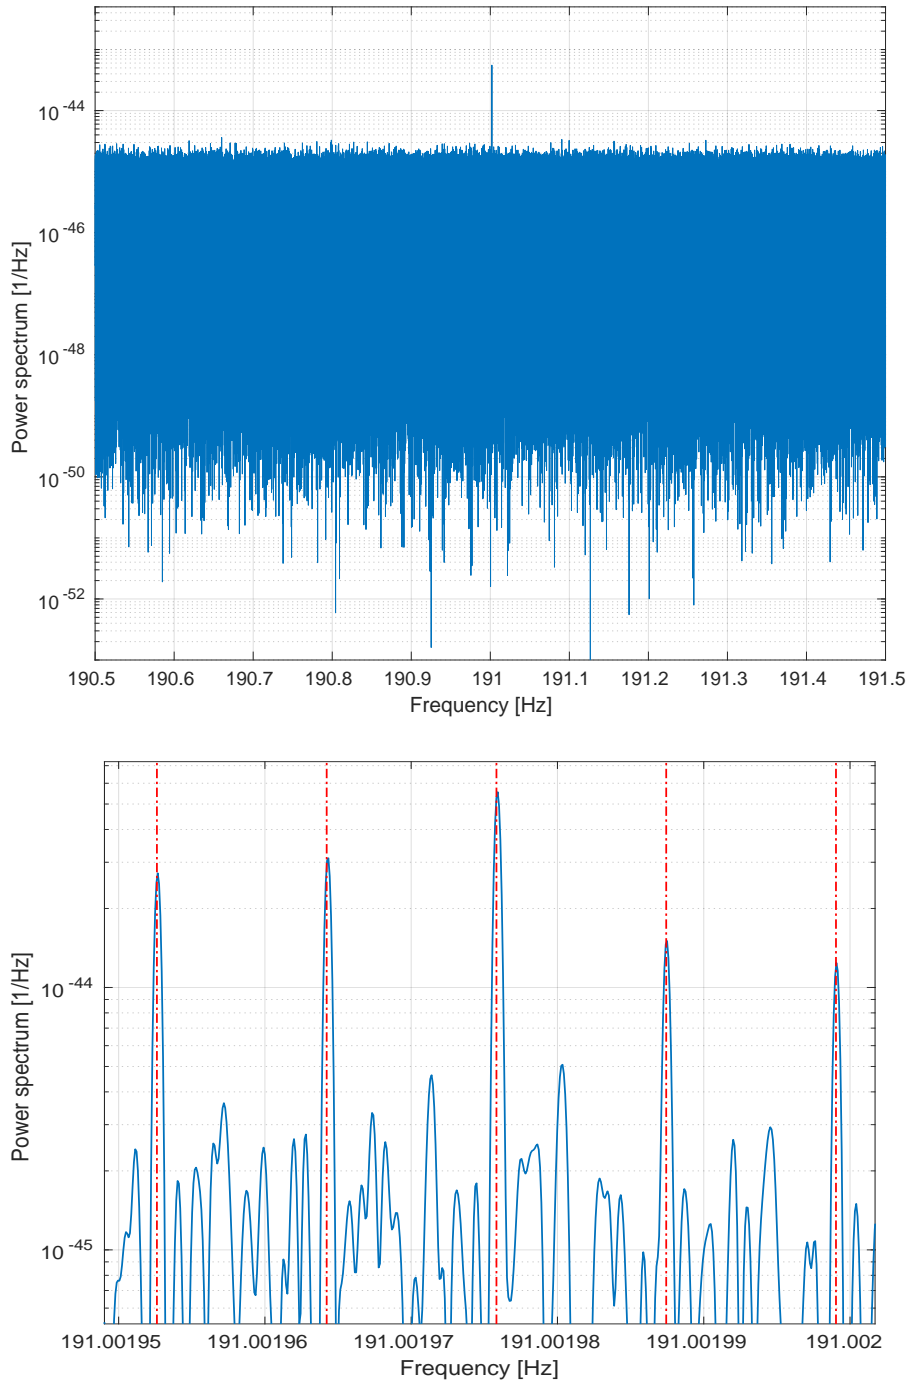 Power spectrum [1/Hz]
10^-44
10^-46
10^-48
10^-50
10^-52
190.5 190.6 190.7 190.8 190.9 191 191.1 191.2 191.3 191.4 191.5
Frequency [Hz]
Power spectrum [1/Hz]
10^-44
10^-45
191.00195 191.00196 191.00197 191.00198 191.00199 191.002
Frequency [Hz]